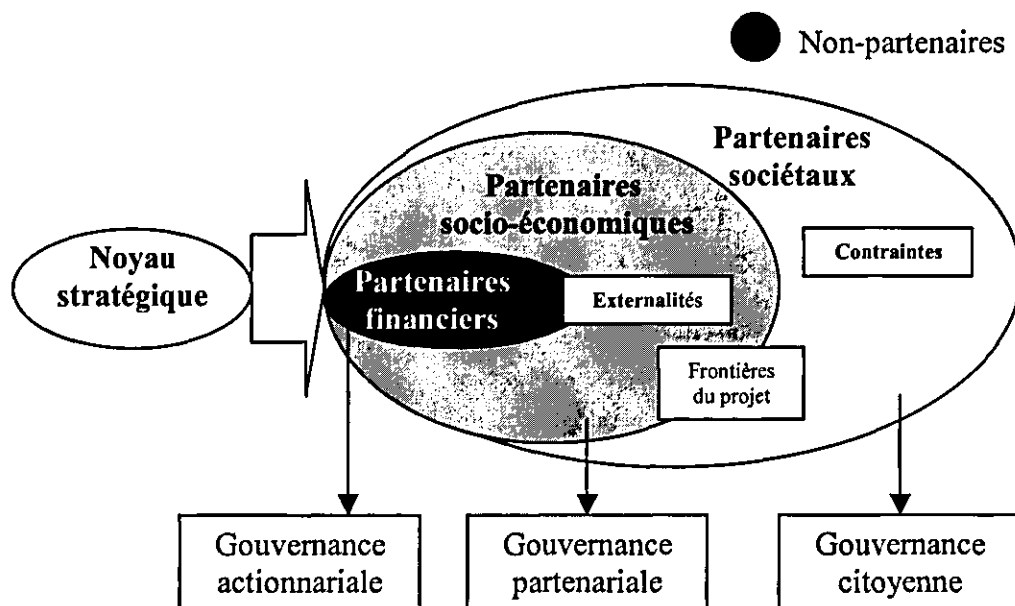 Non-partenaires
Partenaires
sociétaux
Partenaires
socio-économiques
Contraintes
Noyau
stratégique
Partenaires
financiers
Externalités
Frontières
du projet
Gouvernance
actionnariale
Gouvernance
partenariale
Gouvernance
citoyenne